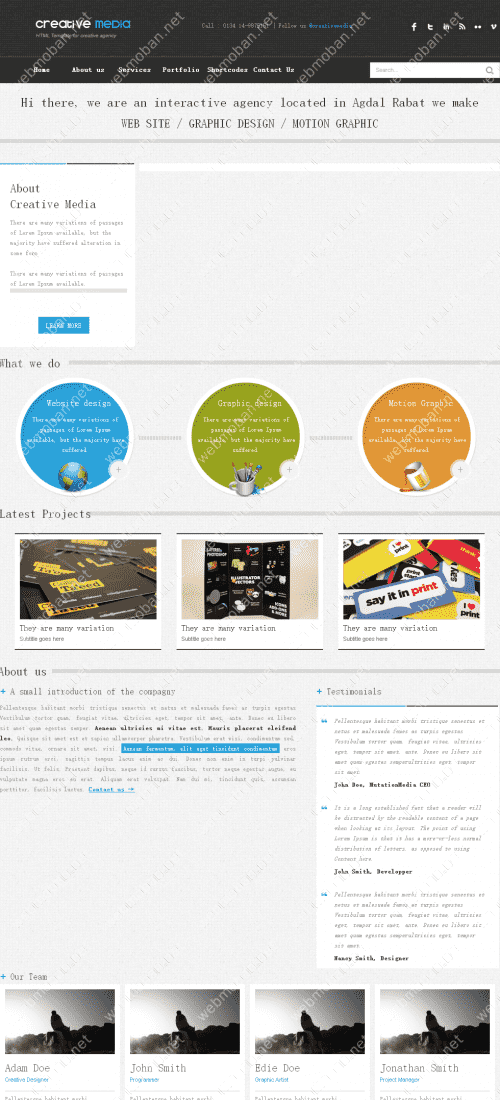 creative media
HTML Template for creative agency
Follow us @creativemedia
Home About us Services Portfolio Shortcodes Contact Us
Search...
Hi there, we are an interactive agency located in Agdal Rabat we make
WEB SITE / GRAPHIC DESIGN / MOTION GRAPHIC
About
Creative Media
There are many variations of passages
of Lorem Ipsum available, but the
majority have suffered alteration in
some form.
There are many variations of passages
of Lorem Ipsum available.
LEARN MORE
What we do
Website design
There are many variations of
passages of Lorem Ipsum
available, but the majority have
suffered
Graphic design
There are many variations of
passages of Lorem Ipsum
available, but the majority have
suffered
Motion Graphic
There are many variations of
passages of Lorem Ipsum
available, but the majority have
suffered
Latest Projects
ILLUSTRATOR
VECTORS
I
print
say it in print
They are many variation
Subtitle goes here
They are many variation
Subtitle goes here
They are many variation
Subtitle goes here
About us
+ A small introduction of the compagny
Pellentesque habitant morbi tristique senectus et netus et malesuada fames ac turpis egestas
Vestibulum tortor quam, feugiat vitae, ultricies eget, tempor sit amet, ante. Donec eu libero
sit amet quam egestas semper. Aenean ultricies mi vitae est. Mauris placerat eleifend
leo. Quisque sit amet est et sapien ullamcorper pharetra. Vestibulum erat wisi, condimentum sed,
commodo vitae, ornare sit amet, wisi. Aenean fermentum, elit eget tincidunt condimentum eros
ipsum rutrum orci, sagittis tempus lacus enim ac dui. Donec non enim in turpis pulvinar
facilisis. Ut felis. Praesent dapibus, neque id cursus faucibus, tortor neque egestas augue, eu
vulputate magna eros eu erat. Aliquam erat volutpat. Nam dui mi, tincidunt quis, accumsan
porttitor, facilisis luctus, Contact us
+ Testimonials
Pellentesque habitant morbi tristique senectus et
netus et malesuada fames ac turpis egestas
Vestibulum tortor quam, feugiat vitae, ultricies
eget, tempor sit amet, ante. Donec eu libero sit
amet quam egestas semperultricies eget, tempor
sit amet
John Doe, MutationMedia CEO
It is a long established fact that a reader will
be distracted by the readable content of a page
when looking at its layout. The point of using
Lorem Ipsum is that it has a more-or-less normal
distribution of letters, as opposed to using
Content here
John Smith, Developper
Pellentesque habitant morbi tristique senectus et
netus et malesuada fames ac turpis egestas
Vestibulum tortor quam, feugiat vitae, ultricies
eget, tempor sit amet, ante. Donec eu libero sit
amet quam egestas semperultricies eget, tempor
sit amet
Nancy Smith, Designer
+ Our Team
Adam Doe
Creative Designer
John Smith
Programmer
Edie Doe
Graphic Artist
Jonathan Smith
Project Manager
Pellentesque habitant morbi
Pellentesque habitant morbi
Pellentesque habitant morbi
Pellentesque habitant morbi
webmoban.net